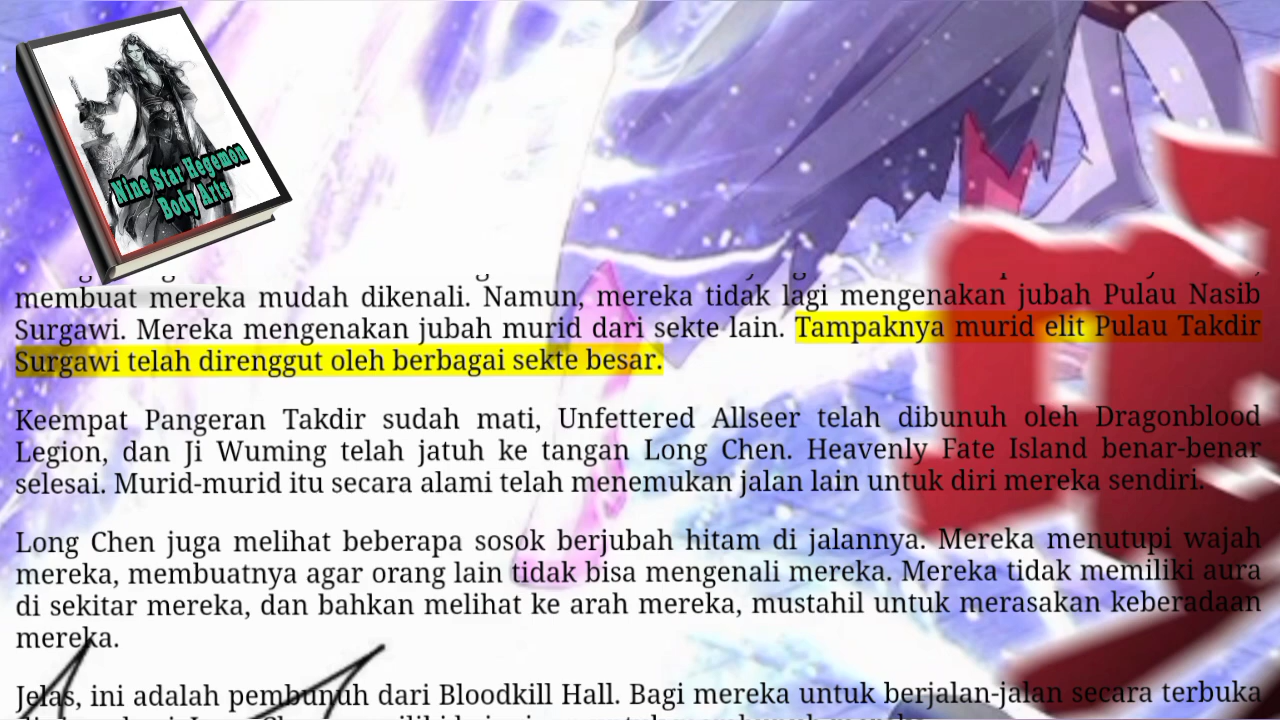 Nine Star Hegemon
Body Arts
membuat mereka mudah dikenali. Namun, mereka tidak lagi mengenakan jubah Pulau Nasib
Surgawi. Mereka mengenakan jubah murid dari sekte lain. Tampaknya murid elit Pulau Takdir
Surgawi telah direnggut oleh berbagai sekte besar.
Keempat Pangeran Takdir sudah mati, Unfettered Allseer telah dibunuh oleh Dragonblood
Legion, dan Ji Wuming telah jatuh ke tangan Long Chen. Heavenly Fate Island benar-benar
selesai. Murid-murid itu secara alami telah menemukan jalan lain untuk diri mereka sendiri.
Long Chen juga melihat beberapa sosok berjubah hitam di jalannya. Mereka menutupi wajah
mereka, membuatnya agar orang lain tidak bisa mengenali mereka. Mereka tidak memiliki aura
di sekitar mereka, dan bahkan melihat ke arah mereka, mustahil untuk merasakan keberadaan
mereka.
Jelas, ini adalah pembunuh dari Bloodkill Hall. Bagi mereka untuk berjalan-jalan secara terbuka